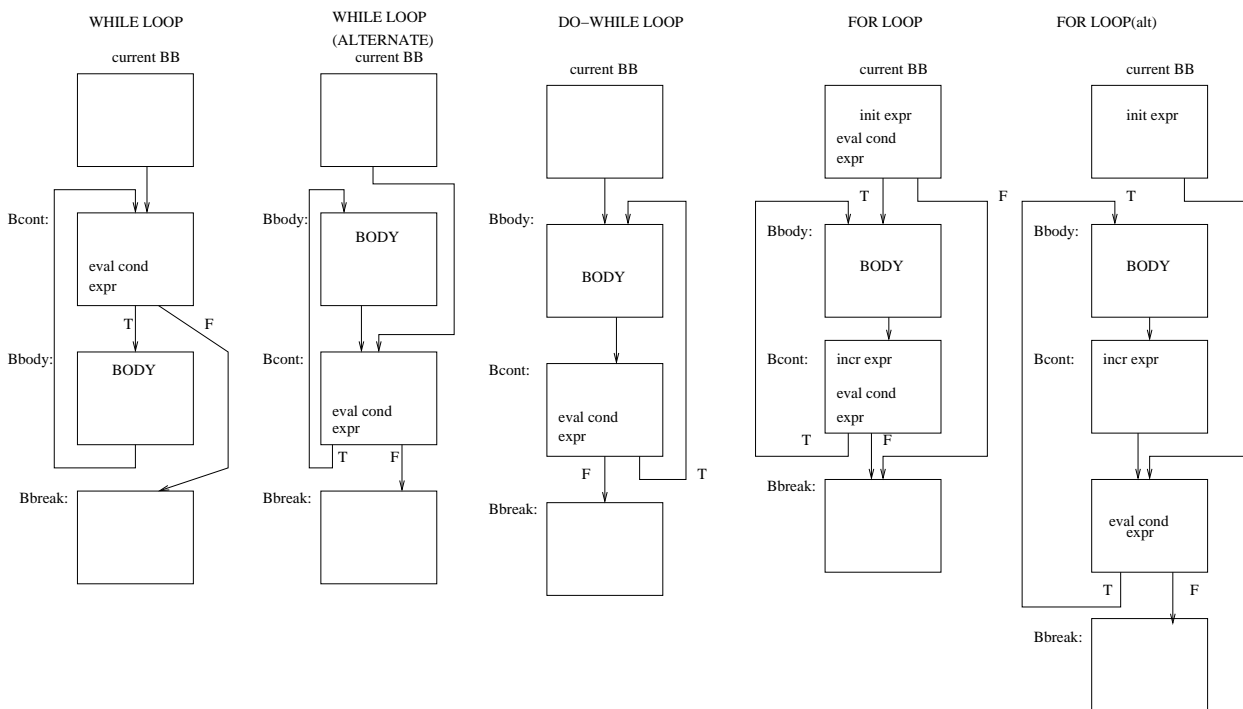 WHILE LOOP
current BB
Bcont:
eval cond
expr
T
F
Bbody:
BODY
Bbreak:
WHILE LOOP
(ALTERNATE)
current BB
Bbody:
BODY
Bcont:
eval cond
expr
T
F
Bbreak:
DO-WHILE LOOP
current BB
Bbody:
BODY
Bcont:
eval cond
expr
F
T
Bbreak:
FOR LOOP
current BB
init expr
eval cond
expr
T
F
Bbody:
BODY
Bcont:
incr expr
eval cond
expr
T
F
Bbreak:
FOR LOOP(alt)
current BB
init expr
T
Bbody:
BODY
Bcont:
incr expr
eval cond
expr
T
F
Bbreak: